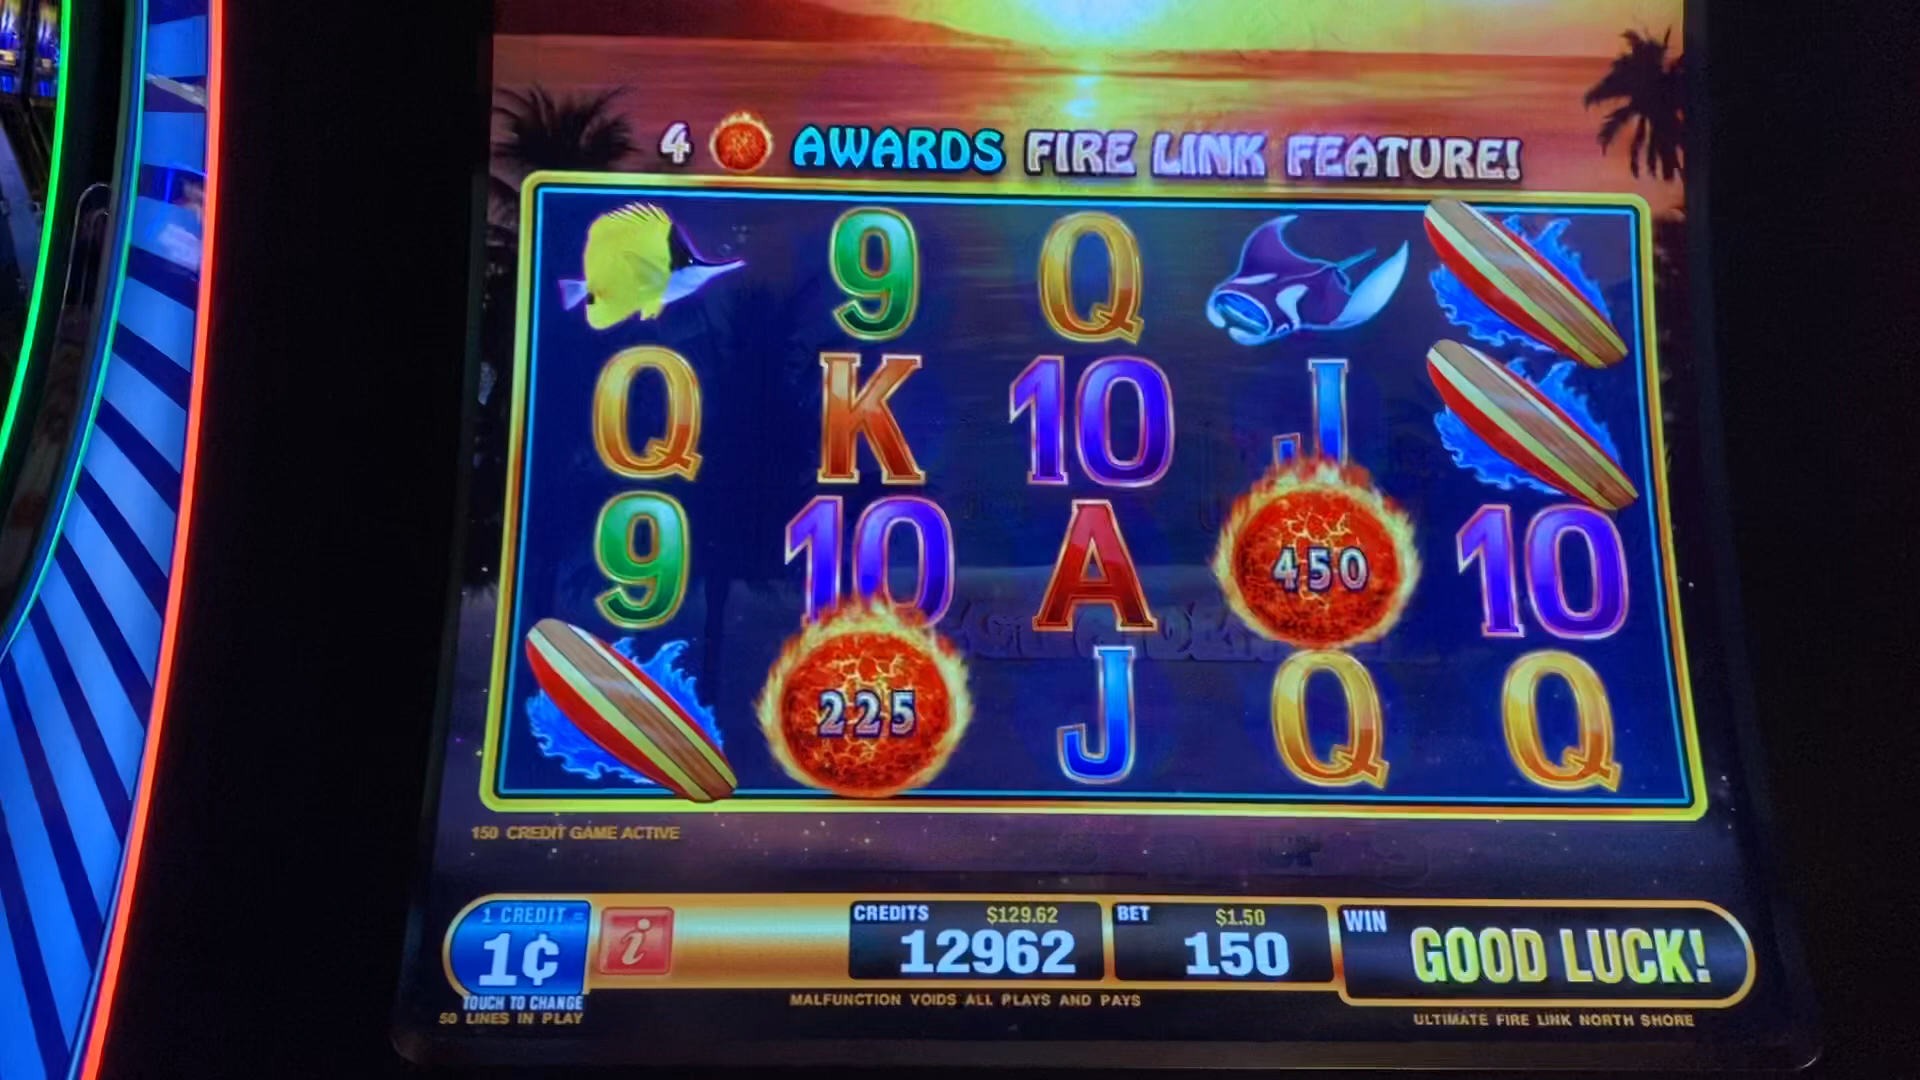 4 AWARDS FIRE LINK FEATURE!
9 Q
Q K 10 J
9 10 A 450 10
225 J Q Q
150 CREDIT GAME ACTIVE
1 CREDIT =
1¢
TOUCH TO CHANGE
50 LINES IN PLAY
i
CREDITS $129.62
12962
BET $1.50
150
WIN
GOOD LUCK!
MALFUNCTION VOIDS ALL PLAYS AND PAYS
ULTIMATE FIRE LINK NORTH SHORE